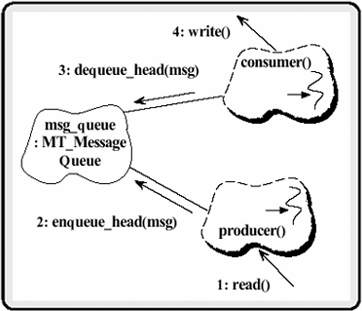 4: write()
consumer()
3: dequeue_head(msg)
msg_queue
: MT_Message
Queue
2: enqueue_head(msg)
producer()
1: read()